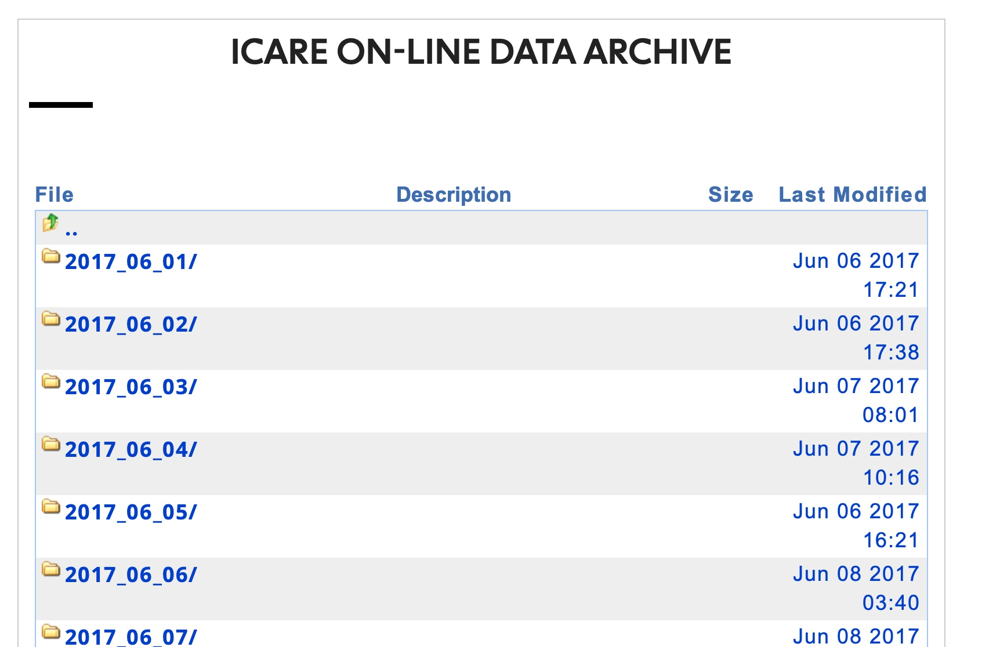 ICARE ON-LINE DATA ARCHIVE
File Description Size Last Modified
..
2017_06_01/ Jun 06 2017
17:21
2017_06_02/ Jun 06 2017
17:38
2017_06_03/ Jun 07 2017
08:01
2017_06_04/ Jun 07 2017
10:16
2017_06_05/ Jun 06 2017
16:21
2017_06_06/ Jun 08 2017
03:40
2017_06_07/ Jun 08 2017